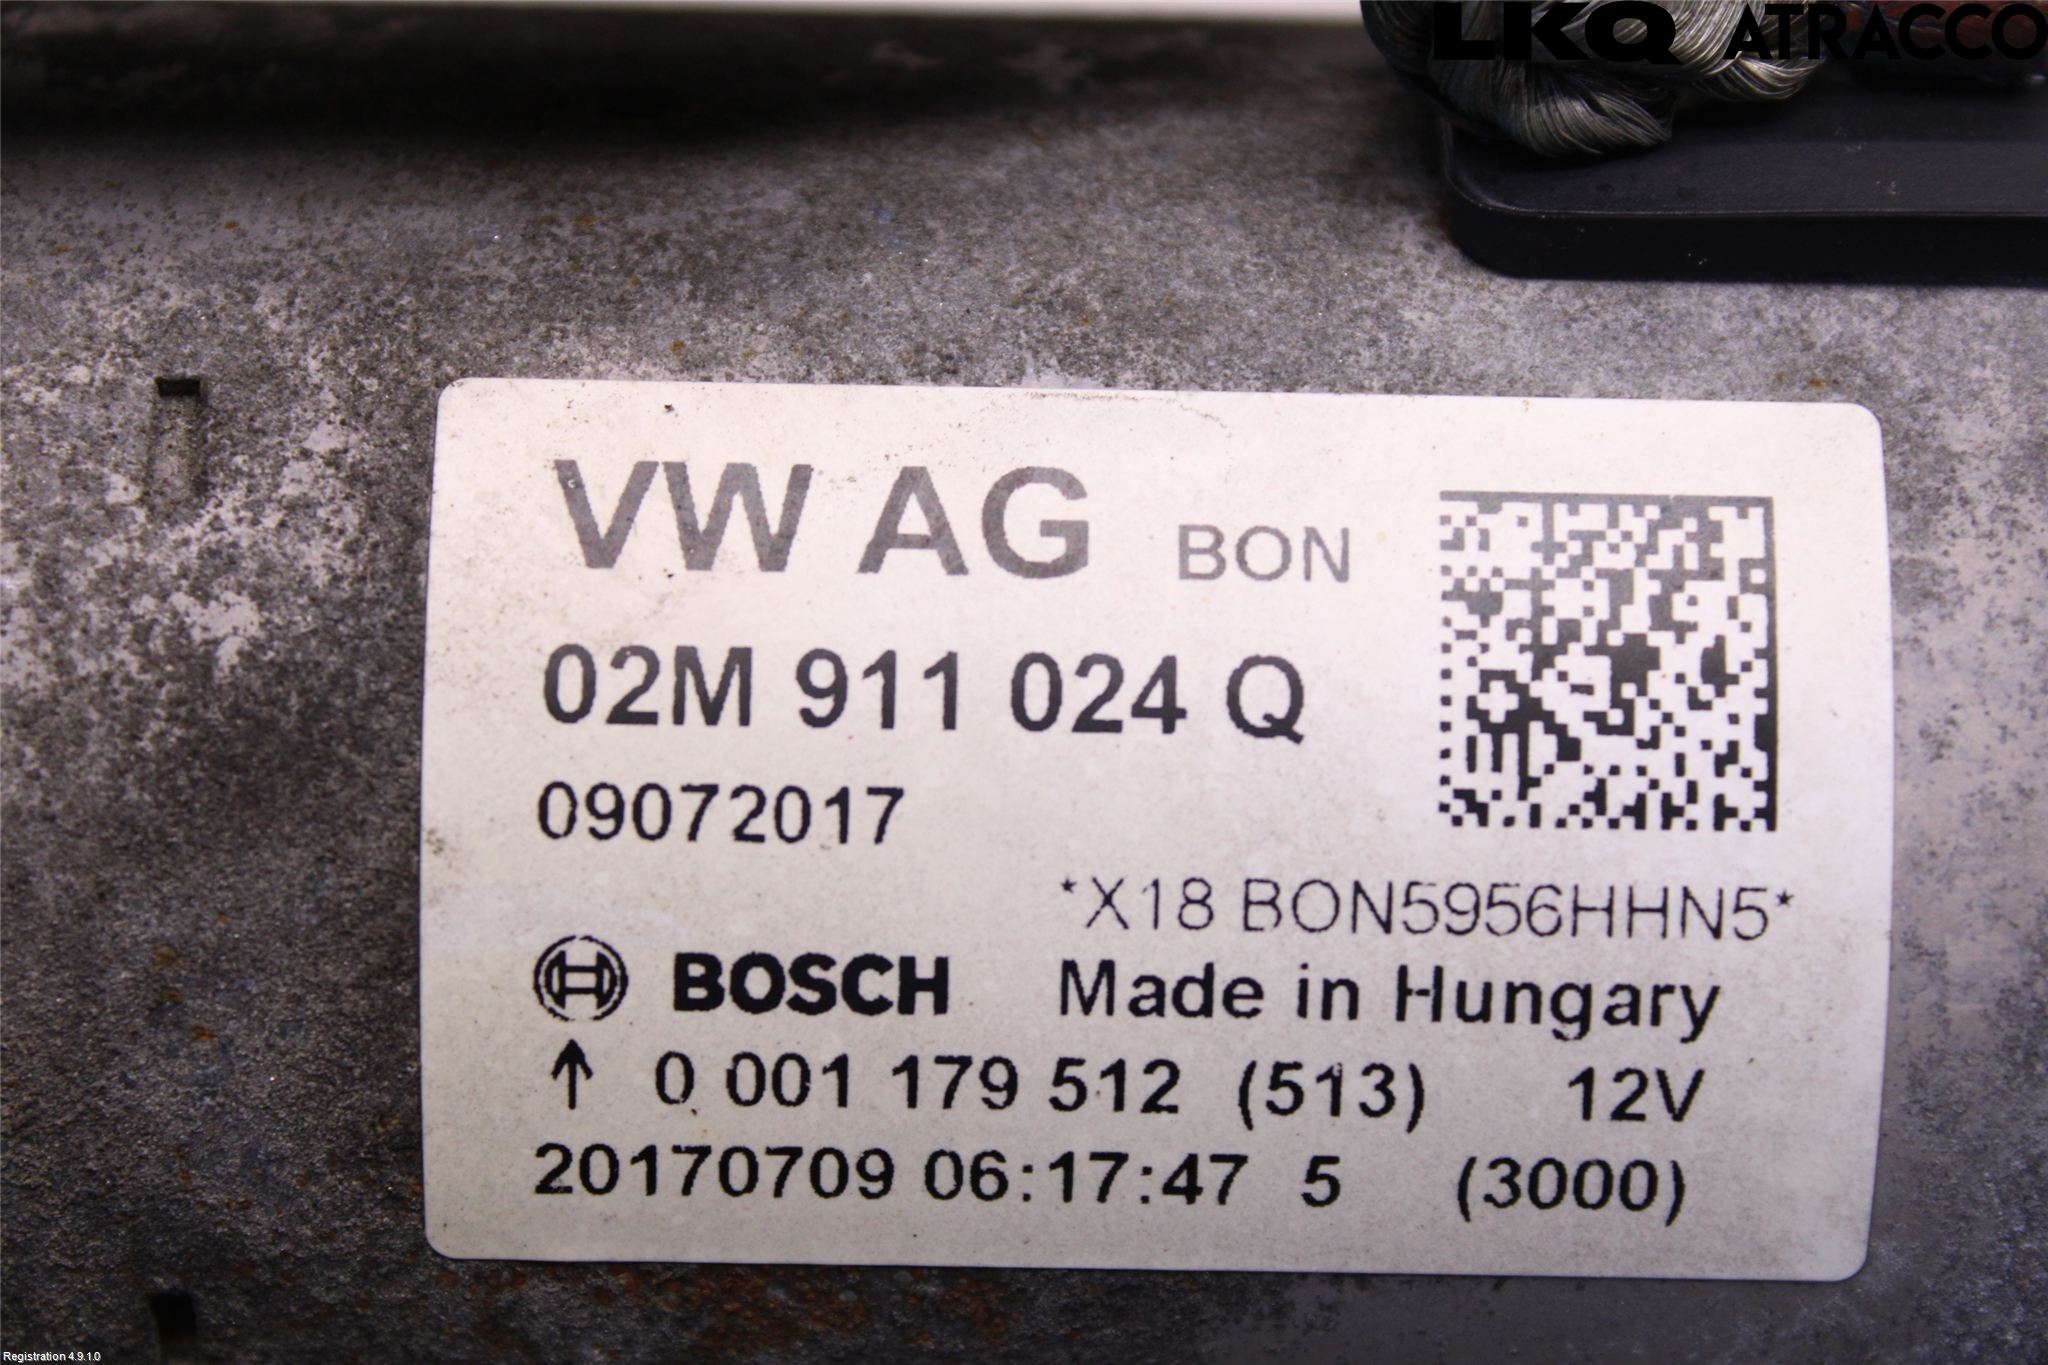 LKQ ATRACCO
VW AG BON
02M 911 024 Q
09072017
*X18 BON5956HHN5*
BOSCH Made in Hungary
↑ 0 001 179 512 (513) 12V
20170709 06:17:47 5 (3000)
Registration 4.9.1.0